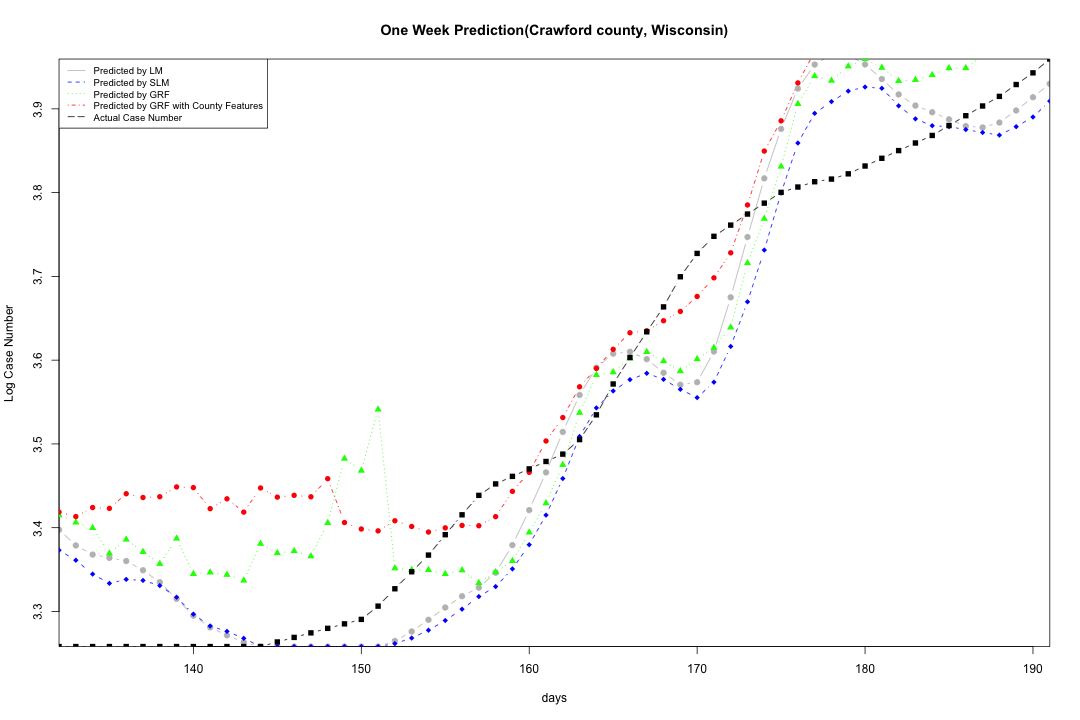 One Week Prediction(Crawford county, Wisconsin)
Predicted by LM
Predicted by SLM
Predicted by GRF
Predicted by GRF with County Features
Actual Case Number
3.9
3.8
3.7
3.6
3.5
3.4
3.3
Log Case Number
140 150 160 170 180 190
days